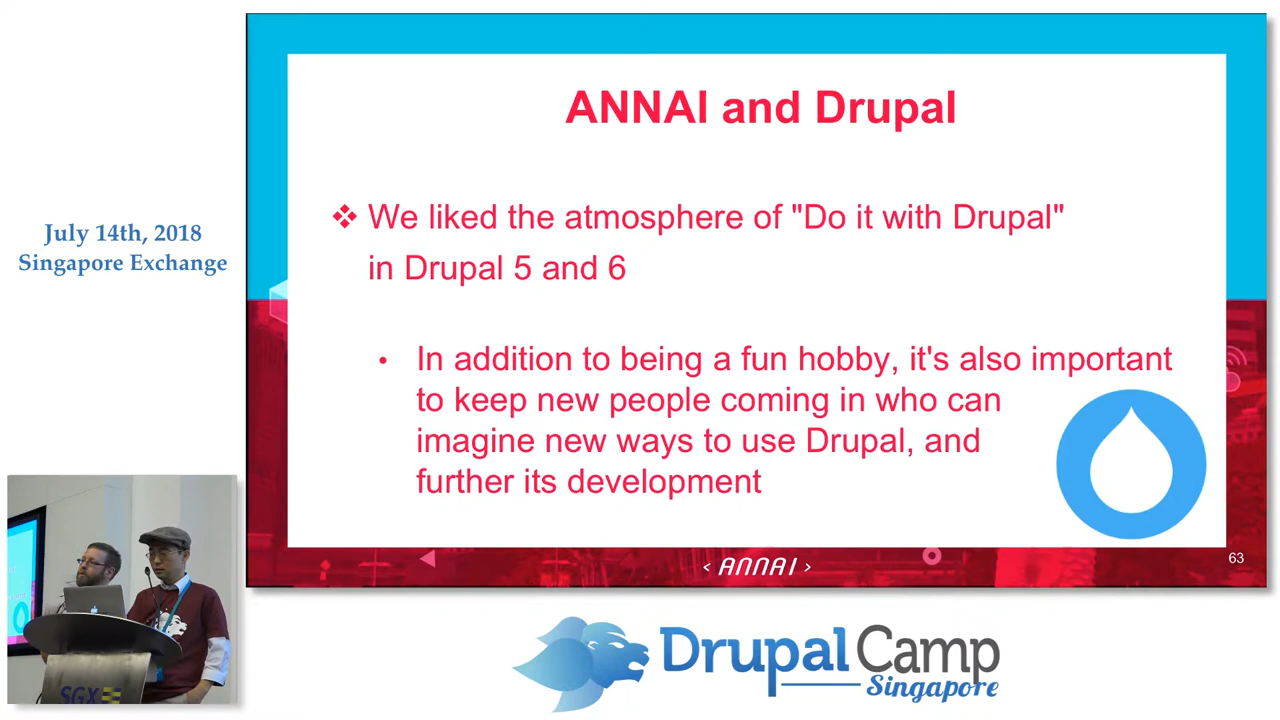 July 14th, 2018
Singapore Exchange
ANNAI and Drupal
❖ We liked the atmosphere of "Do it with Drupal"
in Drupal 5 and 6
• In addition to being a fun hobby, it's also important
to keep new people coming in who can
imagine new ways to use Drupal, and
further its development
< ANNAI >
63
SGX
DrupalCamp
Singapore